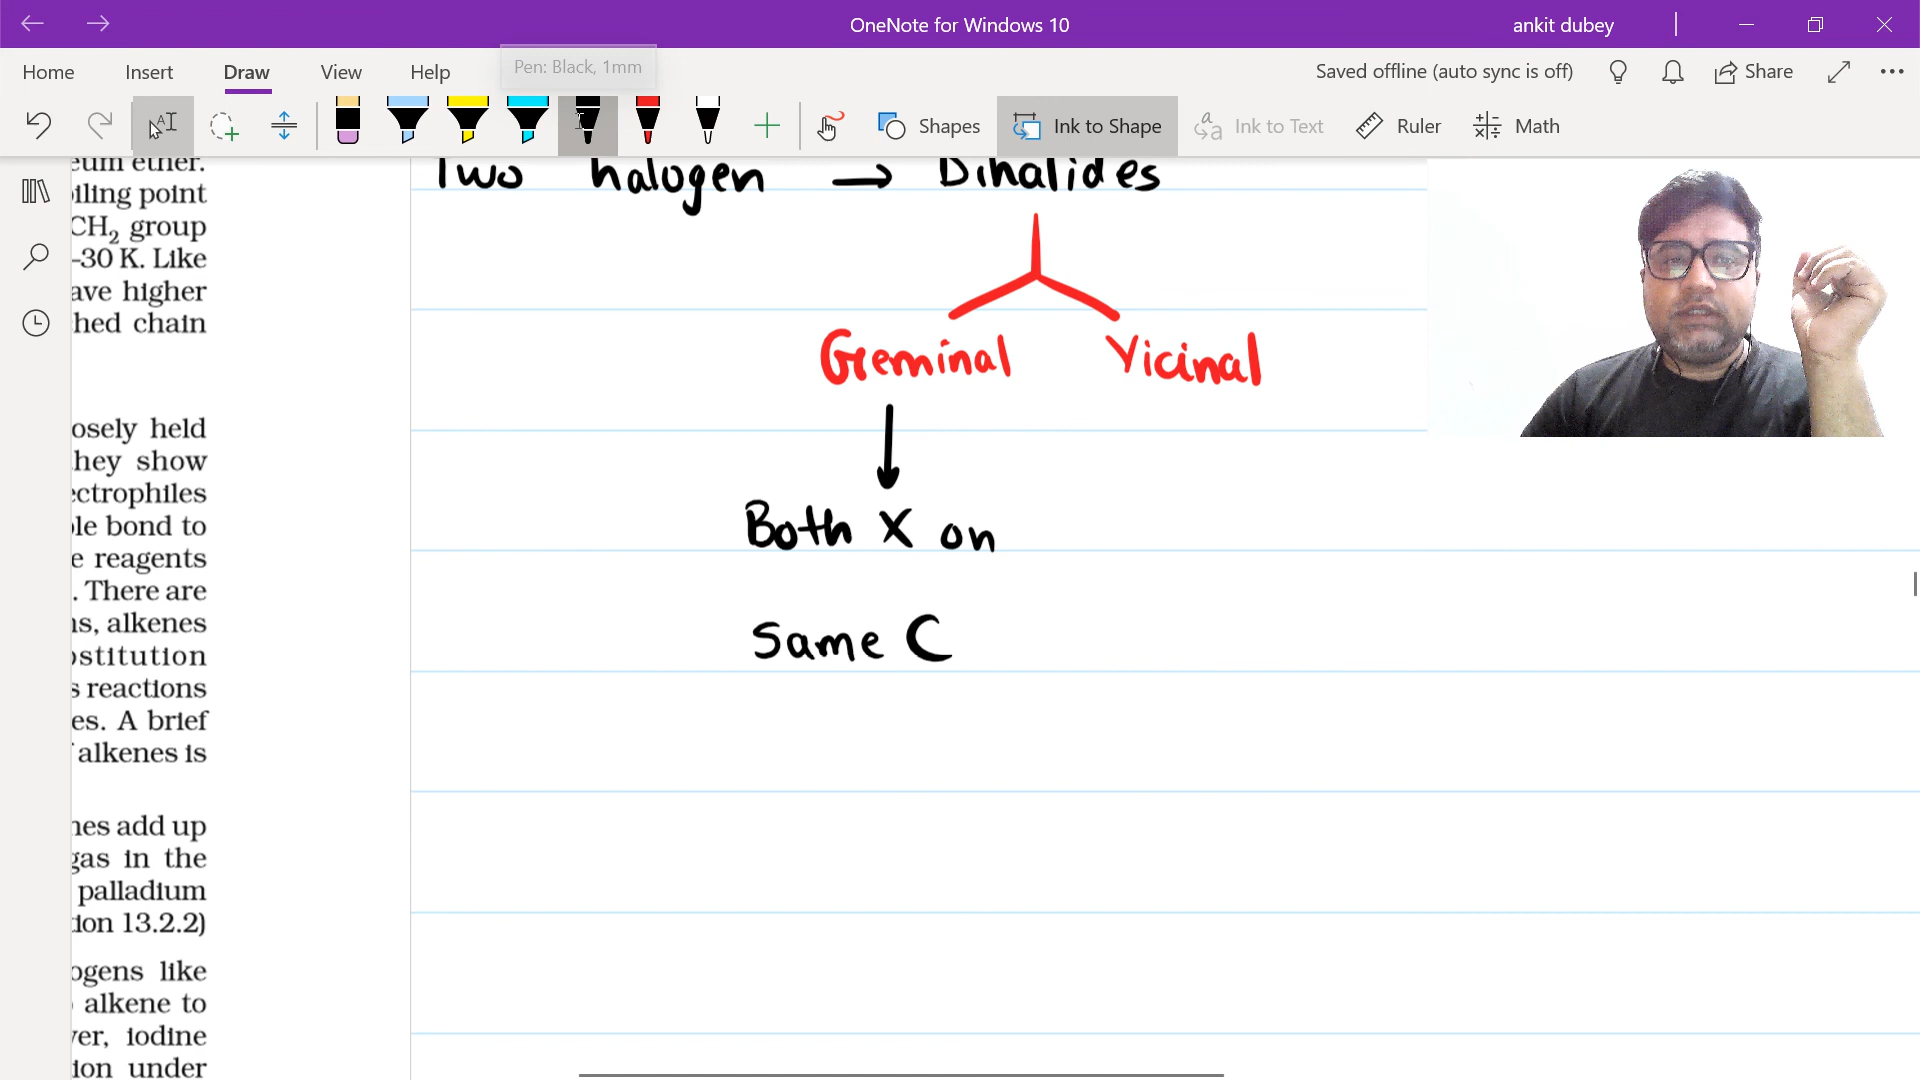 OneNote for Windows 10
ankit dubey
Home Insert Draw View Help
Pen: Black, 1mm
Saved offline (auto sync is off)
Share
Shapes
Ink to Shape
Ink to Text
Ruler
Math
eum ether.
iling point
CH₂ group
-30 K. Like
ave higher
hed chain
osely held
hey show
ectrophiles
le bond to
e reagents
. There are
ns, alkenes
ostitution
s reactions
es. A brief
alkenes is
nes add up
gas in the
palladium
tion 13.2.2)
ogens like
alkene to
ver, iodine
ion under
Two halogen → Dihalides
Geminal Vicinal
Both X on
Same C